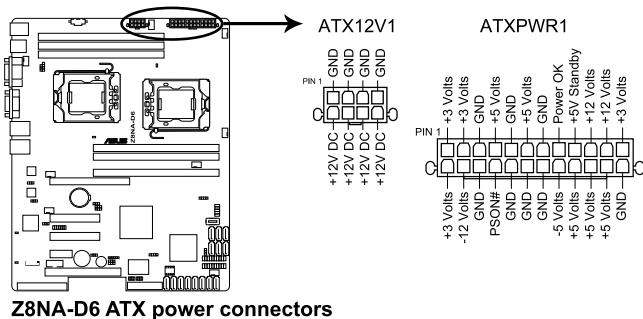 ATX12V1
ATXPWR1
PIN 1
GND
GND
GND
GND
+12V DC
+12V DC
+12V DC
+12V DC
PIN 1
+3 Volts
+3 Volts
GND
+5 Volts
GND
+5 Volts
GND
Power OK
+5V Standby
+12 Volts
+12 Volts
+3 Volts
+3 Volts
-12 Volts
GND
PSON#
GND
GND
GND
-5 Volts
+5 Volts
+5 Volts
+5 Volts
GND
ASUS
Z8NA-D6
Z8NA-D6 ATX power connectors